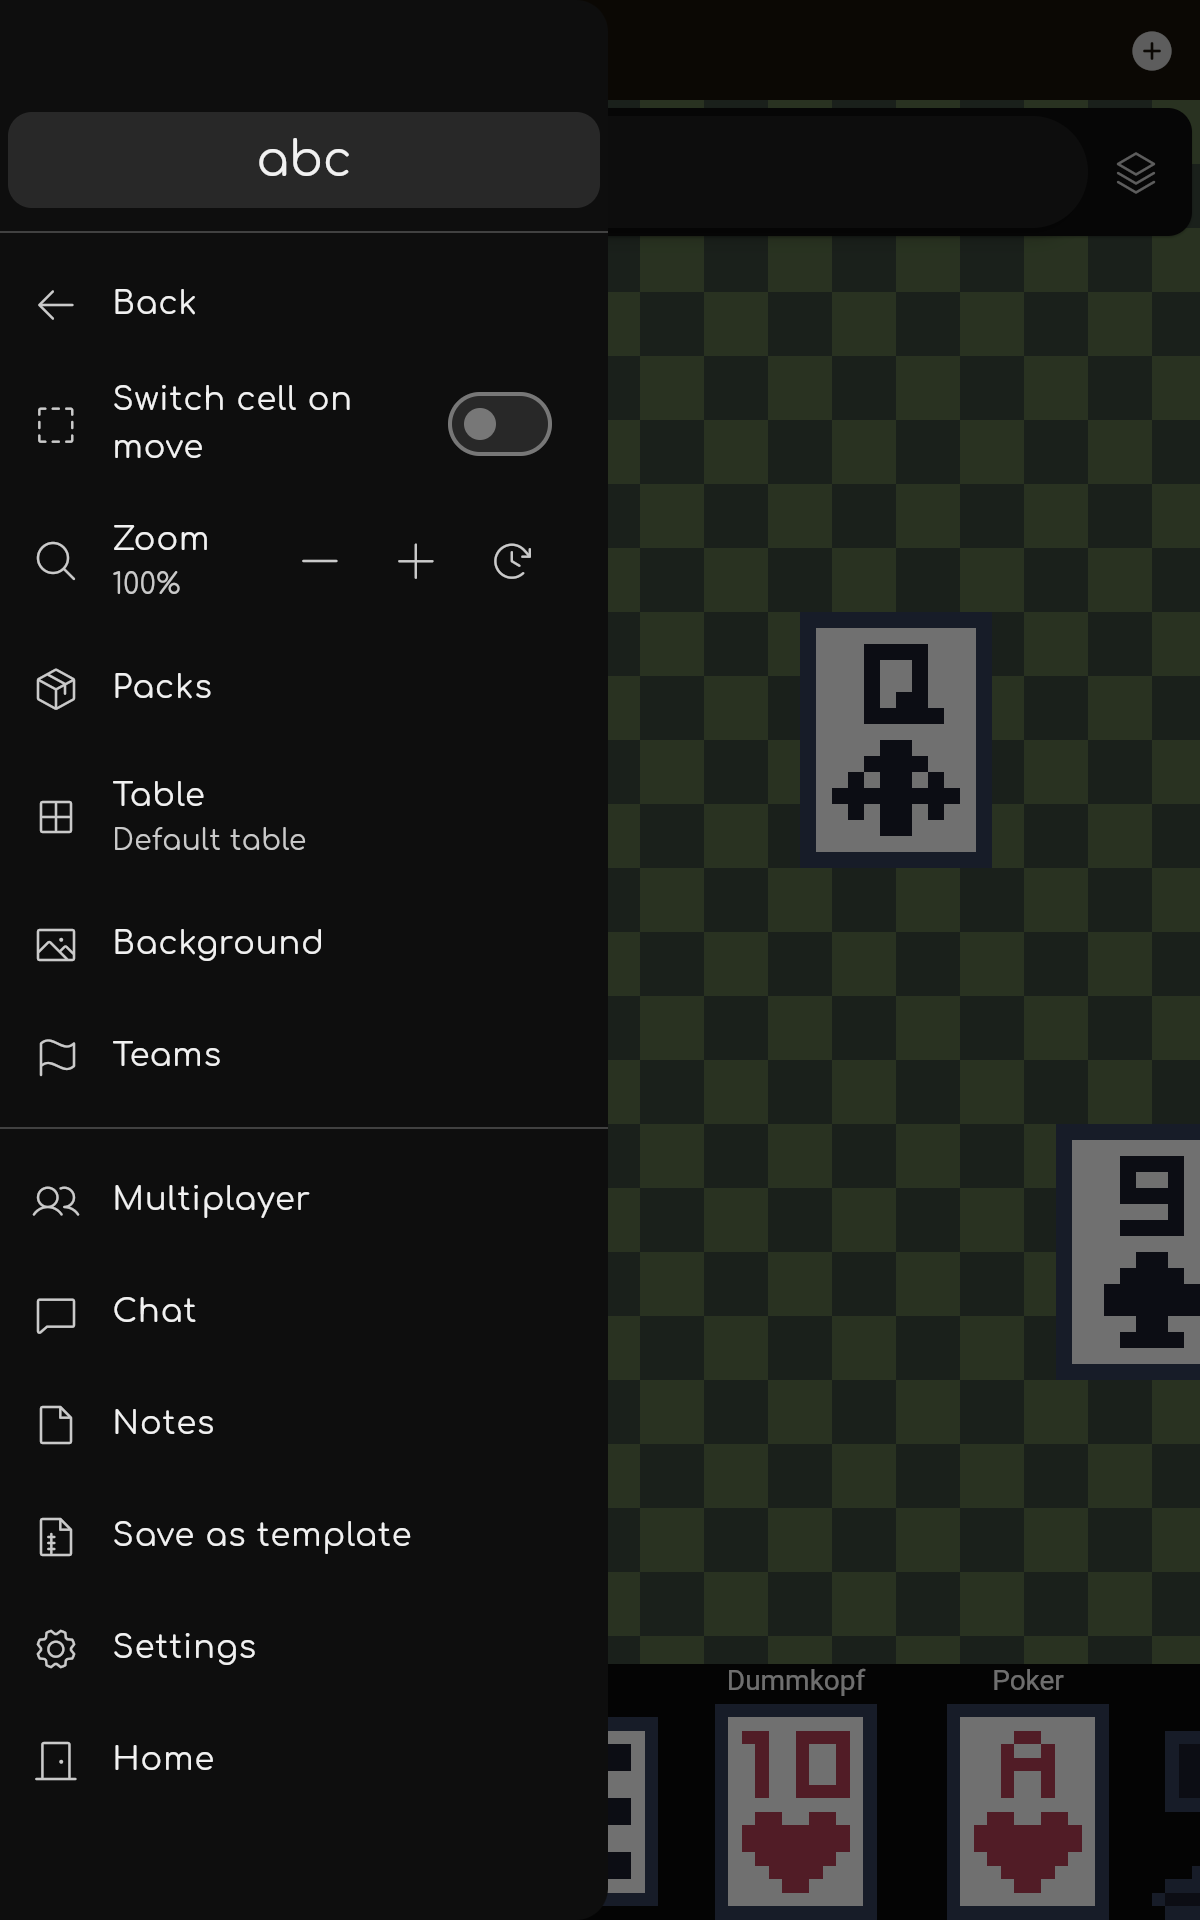 abc
Back
Switch cell on
move
Zoom
100%
Packs
Table
Default table
Background
Teams
Multiplayer
Chat
Notes
Save as template
Settings
Home
Q
9
Dummkopf
Poker
10
A